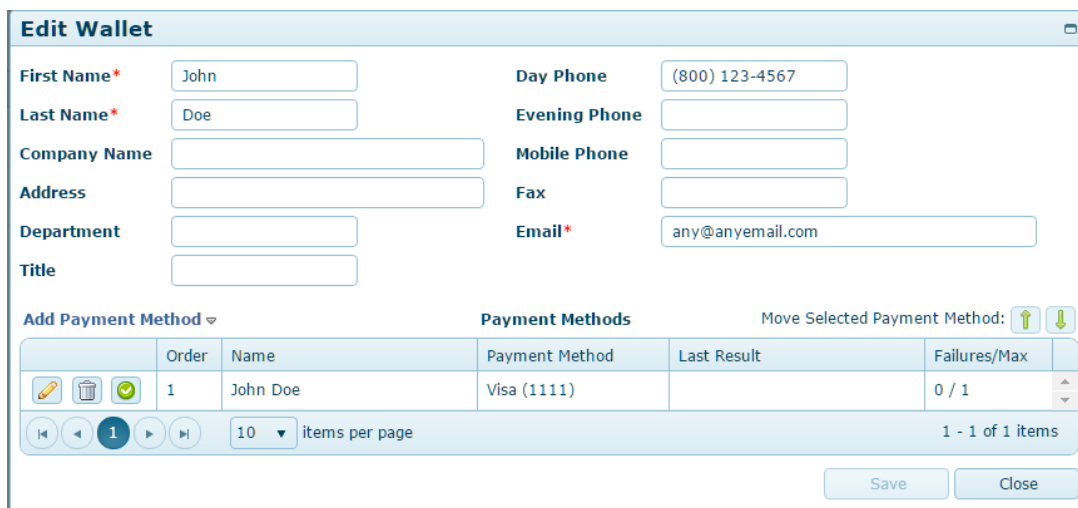 Edit Wallet
First Name* John Day Phone (800) 123-4567
Last Name* Doe Evening Phone
Company Name Mobile Phone
Address Fax
Department Email* any@anyemail.com
Title
Add Payment Method Payment Methods Move Selected Payment Method:
Order Name Payment Method Last Result Failures/Max
1 John Doe Visa (1111) 0 / 1
1 10 items per page 1 - 1 of 1 items
Save Close